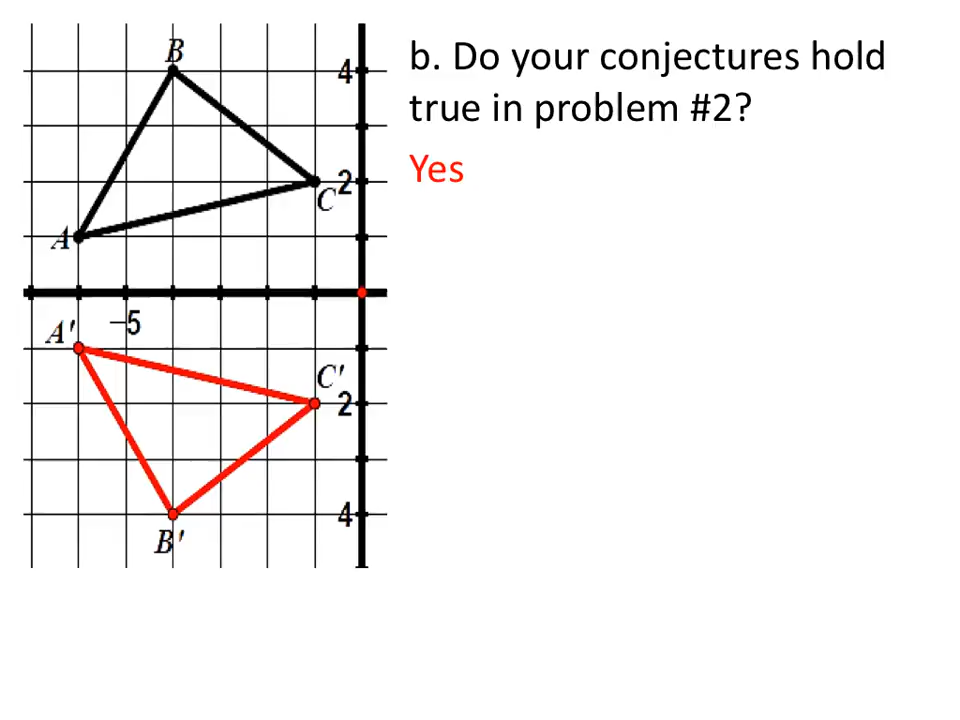 b. Do your conjectures hold
true in problem #2?
Yes
B
4
2
C
A
–5
A'
C'
2
4
B'